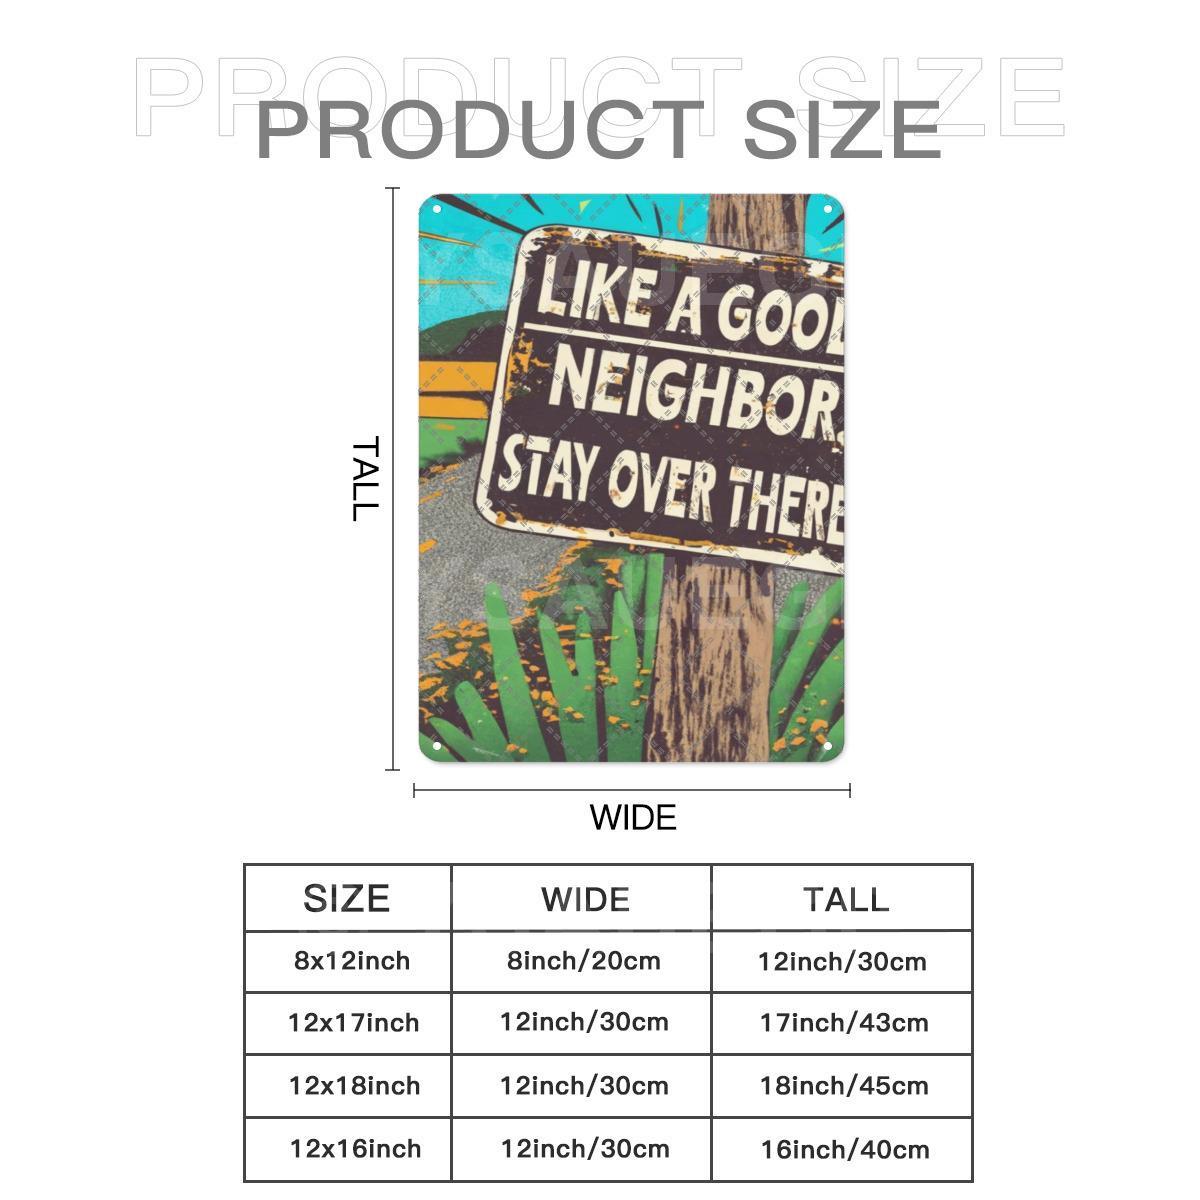 PRODUCT SIZE
PRODUCT SIZE
LIKE A GOOD
NEIGHBOR,
STAY OVER THERE
TALL
WIDE
SIZE WIDE TALL
8x12inch 8inch/20cm 12inch/30cm
12x17inch 12inch/30cm 17inch/43cm
12x18inch 12inch/30cm 18inch/45cm
12x16inch 12inch/30cm 16inch/40cm